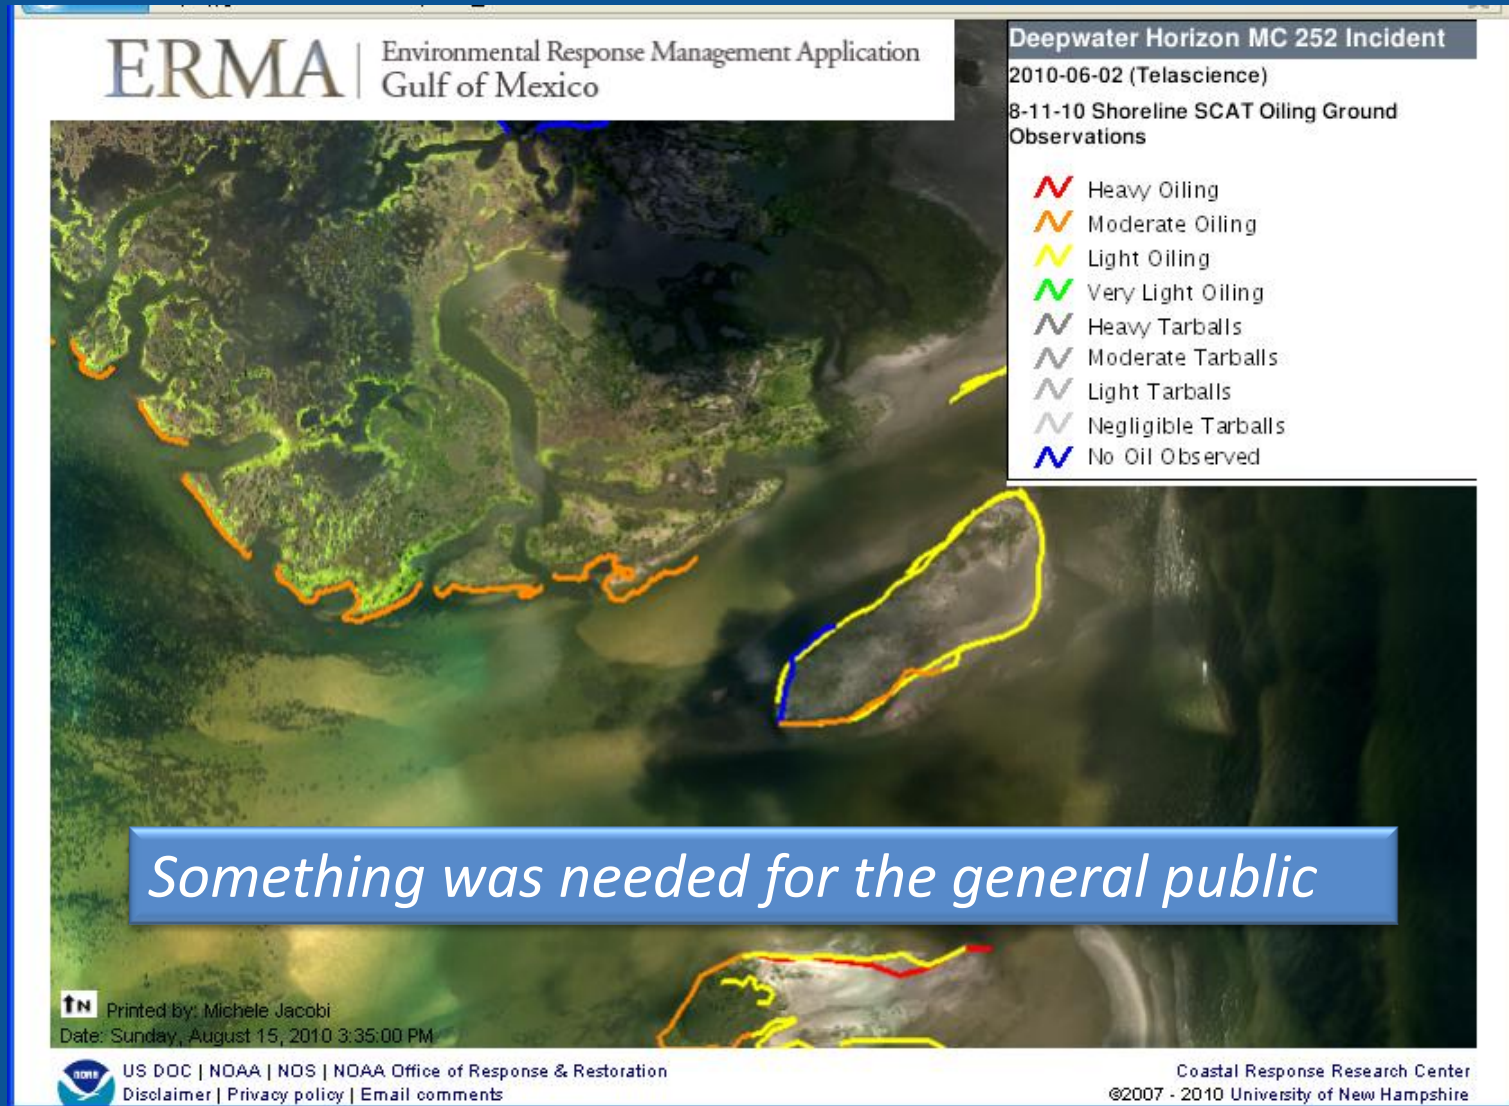 ERMA
Environmental Response Management Application
Gulf of Mexico
Deepwater Horizon MC 252 Incident
2010-06-02 (Telascience)
8-11-10 Shoreline SCAT Oiling Ground
Observations
Heavy Oiling
Moderate Oiling
Light Oiling
Very Light Oiling
Heavy Tarballs
Moderate Tarballs
Light Tarballs
Negligible Tarballs
No Oil Observed
Something was needed for the general public
N Printed by: Michele Jacobi
Date: Sunday, August 15, 2010 3:35:00 PM
NOAA
US DOC | NOAA | NOS | NOAA Office of Response & Restoration
Disclaimer | Privacy policy | Email comments
Coastal Response Research Center
©2007 - 2010 University of New Hampshire